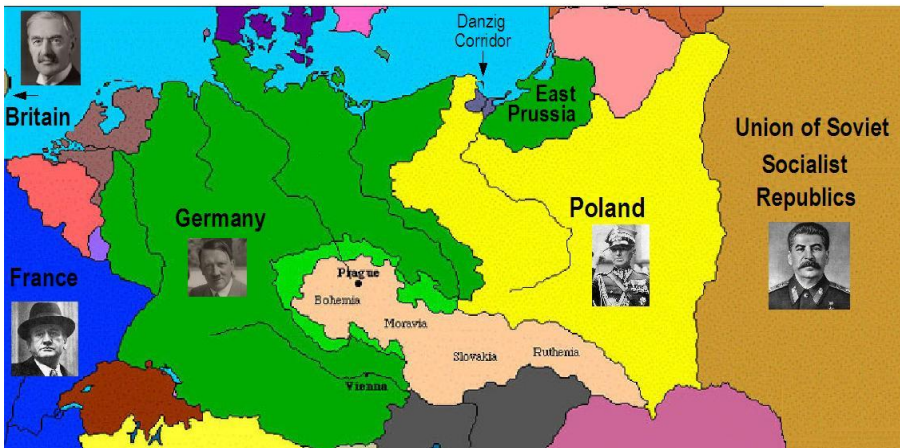 Danzig
Corridor
Britain
East
Prussia
Union of Soviet
Socialist
Republics
Germany
Poland
France
Prague
Bohemia
Moravia
Slovakia
Ruthenia
Vienna